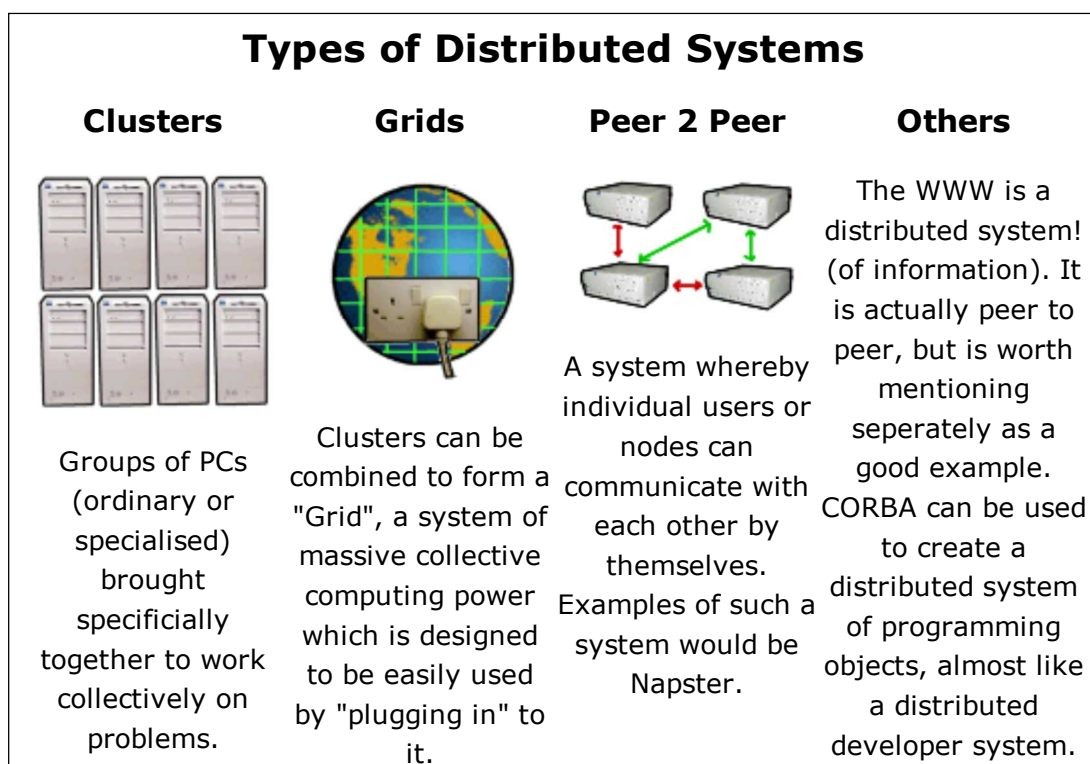 Types of Distributed Systems
Clusters
Groups of PCs
(ordinary or
specialised)
brought
specificially
together to work
collectively on
problems.
Grids
Clusters can be
combined to form a
"Grid", a system of
massive collective
computing power
which is designed
to be easily used
by "plugging in" to
it.
Peer 2 Peer
A system whereby
individual users or
nodes can
communicate with
each other by
themselves.
Examples of such a
system would be
Napster.
Others
The WWW is a
distributed system!
(of information). It
is actually peer to
peer, but is worth
mentioning
seperately as a
good example.
CORBA can be used
to create a
distributed system
of programming
objects, almost like
a distributed
developer system.